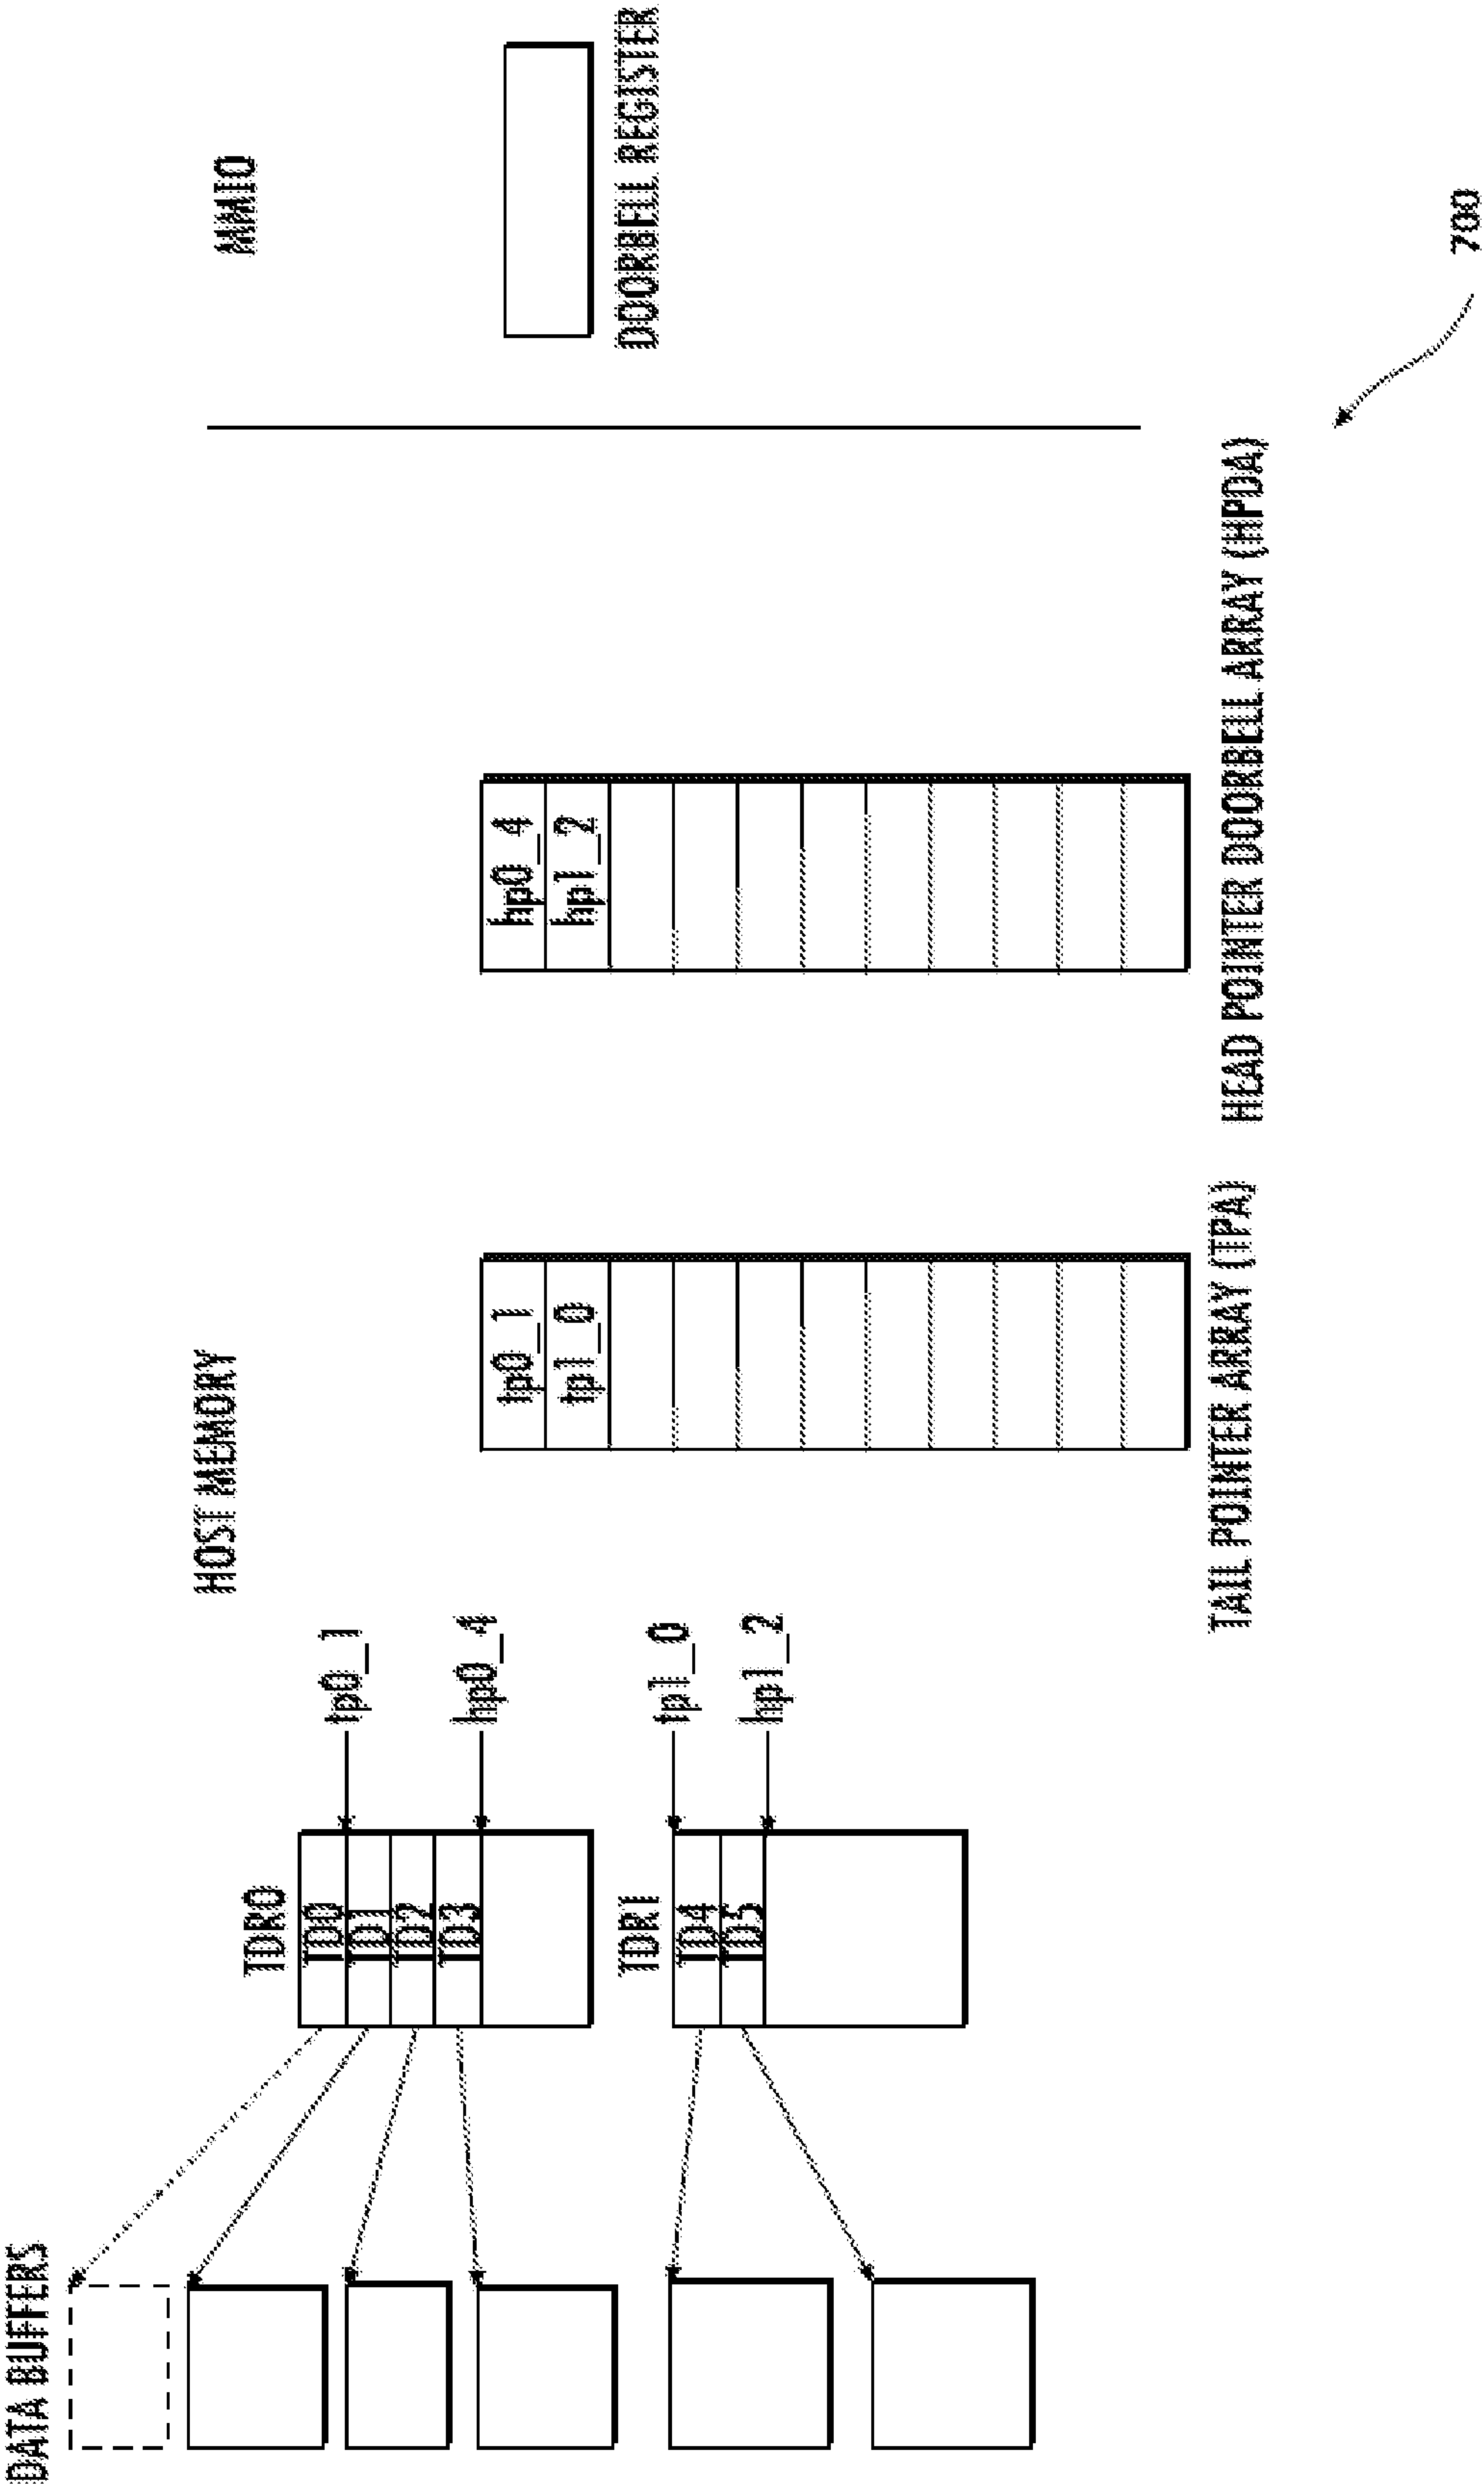 DATA BUFFERS
HOST MEMORY
MMIO
TDR0
TD0
TD1
TD2
TD3
tp0_1
hp0_4
TDR1
TD4
TD5
tp1_0
hp1_2
tp0_1
tp1_0
TAIL POINTER ARRAY (TPA)
hp0_4
hp1_2
HEAD POINTER DOORBELL ARRAY (HPDA)
DOORBELL REGISTER
700